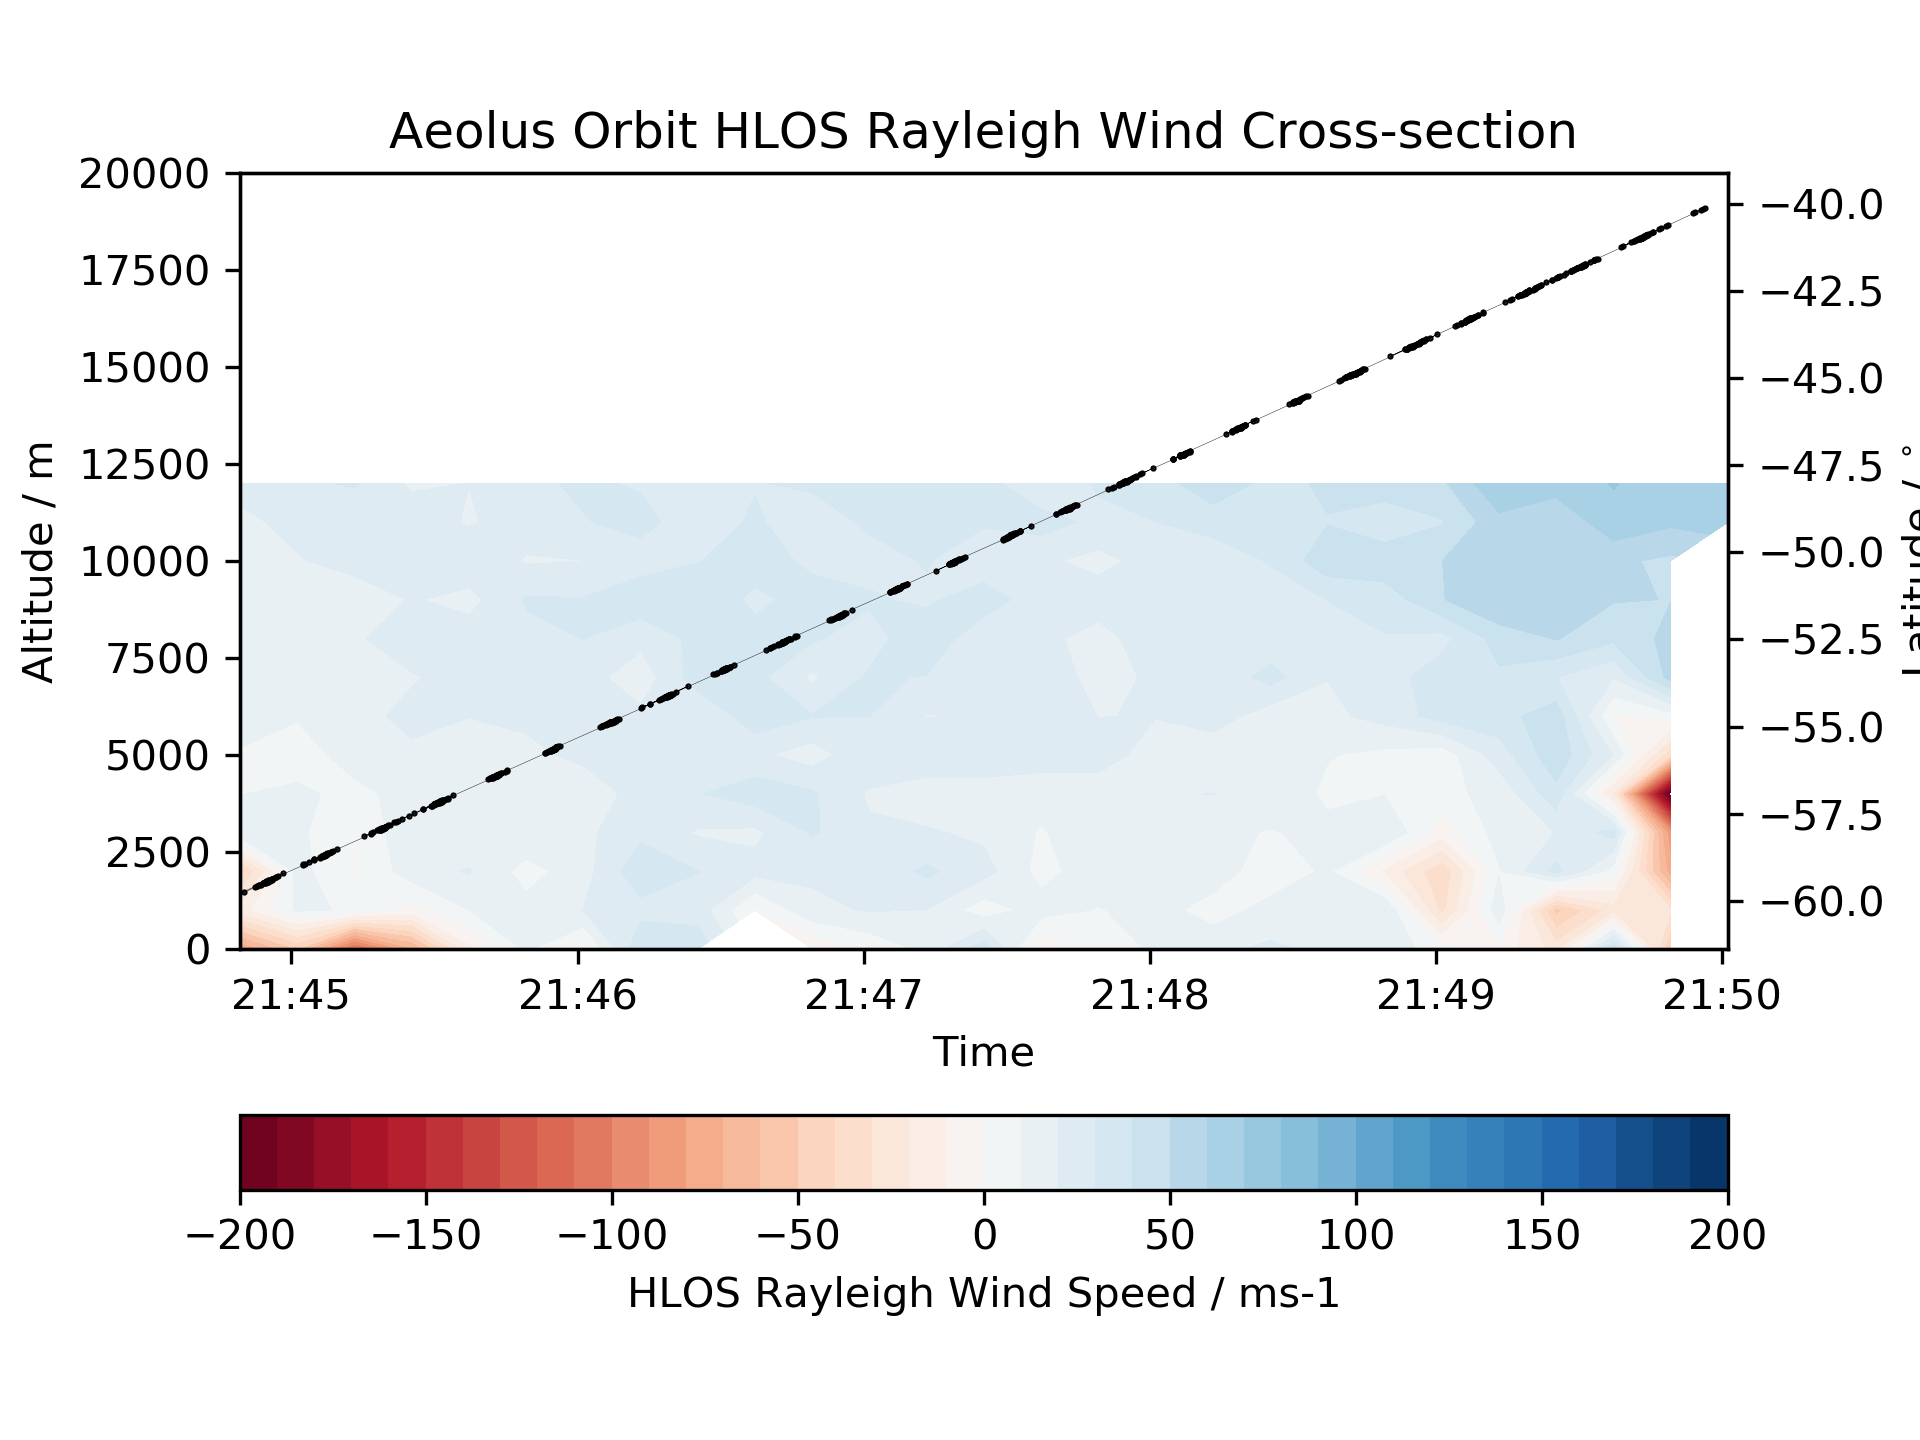 Aeolus Orbit HLOS Rayleigh Wind Cross-section
20000
17500
15000
12500
10000
7500
5000
2500
0
Altitude / m
−40.0
−42.5
−45.0
−47.5
−50.0
−52.5
−55.0
−57.5
−60.0
Latitude / °
21:45 21:46 21:47 21:48 21:49 21:50
Time
−200 −150 −100 −50 0 50 100 150 200
HLOS Rayleigh Wind Speed / ms-1